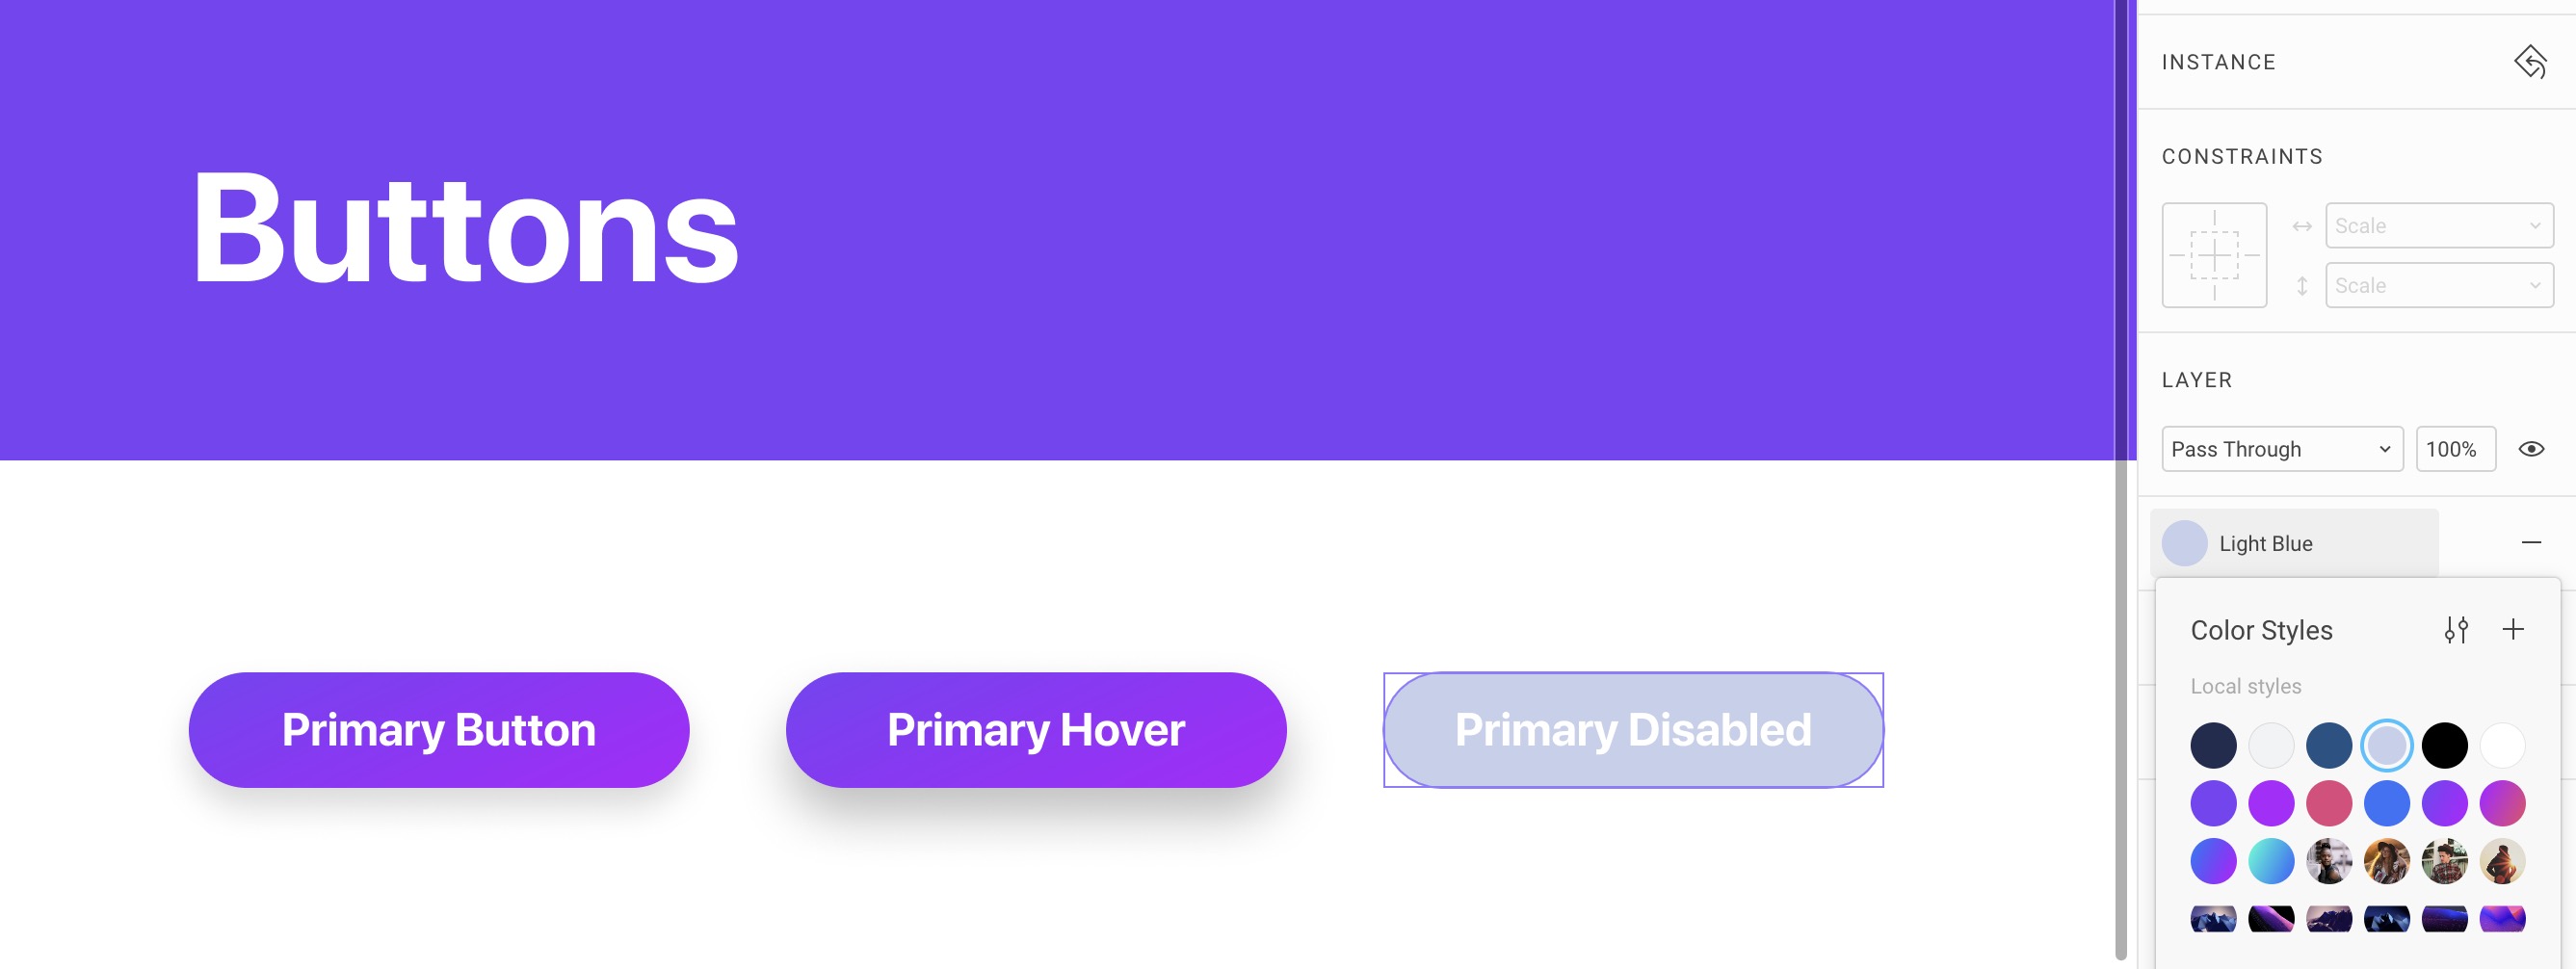 Buttons
Primary Button
Primary Hover
Primary Disabled
INSTANCE
CONSTRAINTS
Scale
Scale
LAYER
Pass Through
100%
Light Blue
Color Styles
Local styles